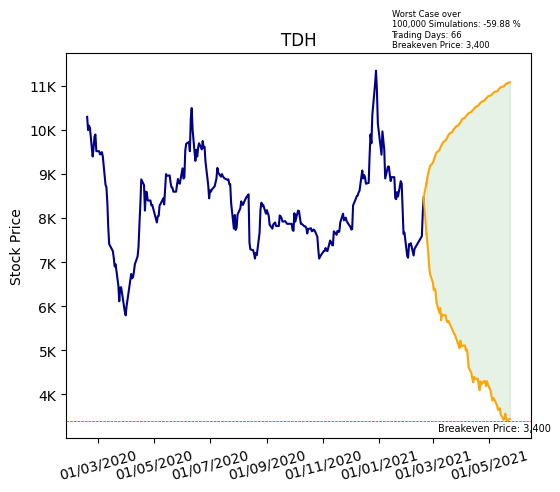 Worst Case over
100,000 Simulations: -59.88 %
Trading Days: 66
Breakeven Price: 3,400
TDH
11K
10K
9K
8K
7K
6K
5K
4K
Stock Price
Breakeven Price: 3,400
01/03/2020
01/05/2020
01/07/2020
01/09/2020
01/11/2020
01/01/2021
01/03/2021
01/05/2021